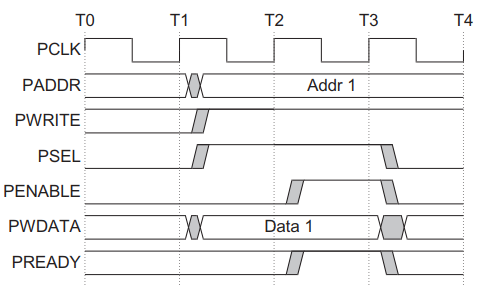 T0 T1 T2 T3 T4
PCLK
PADDR Addr 1
PWRITE
PSEL
PENABLE
PWDATA Data 1
PREADY